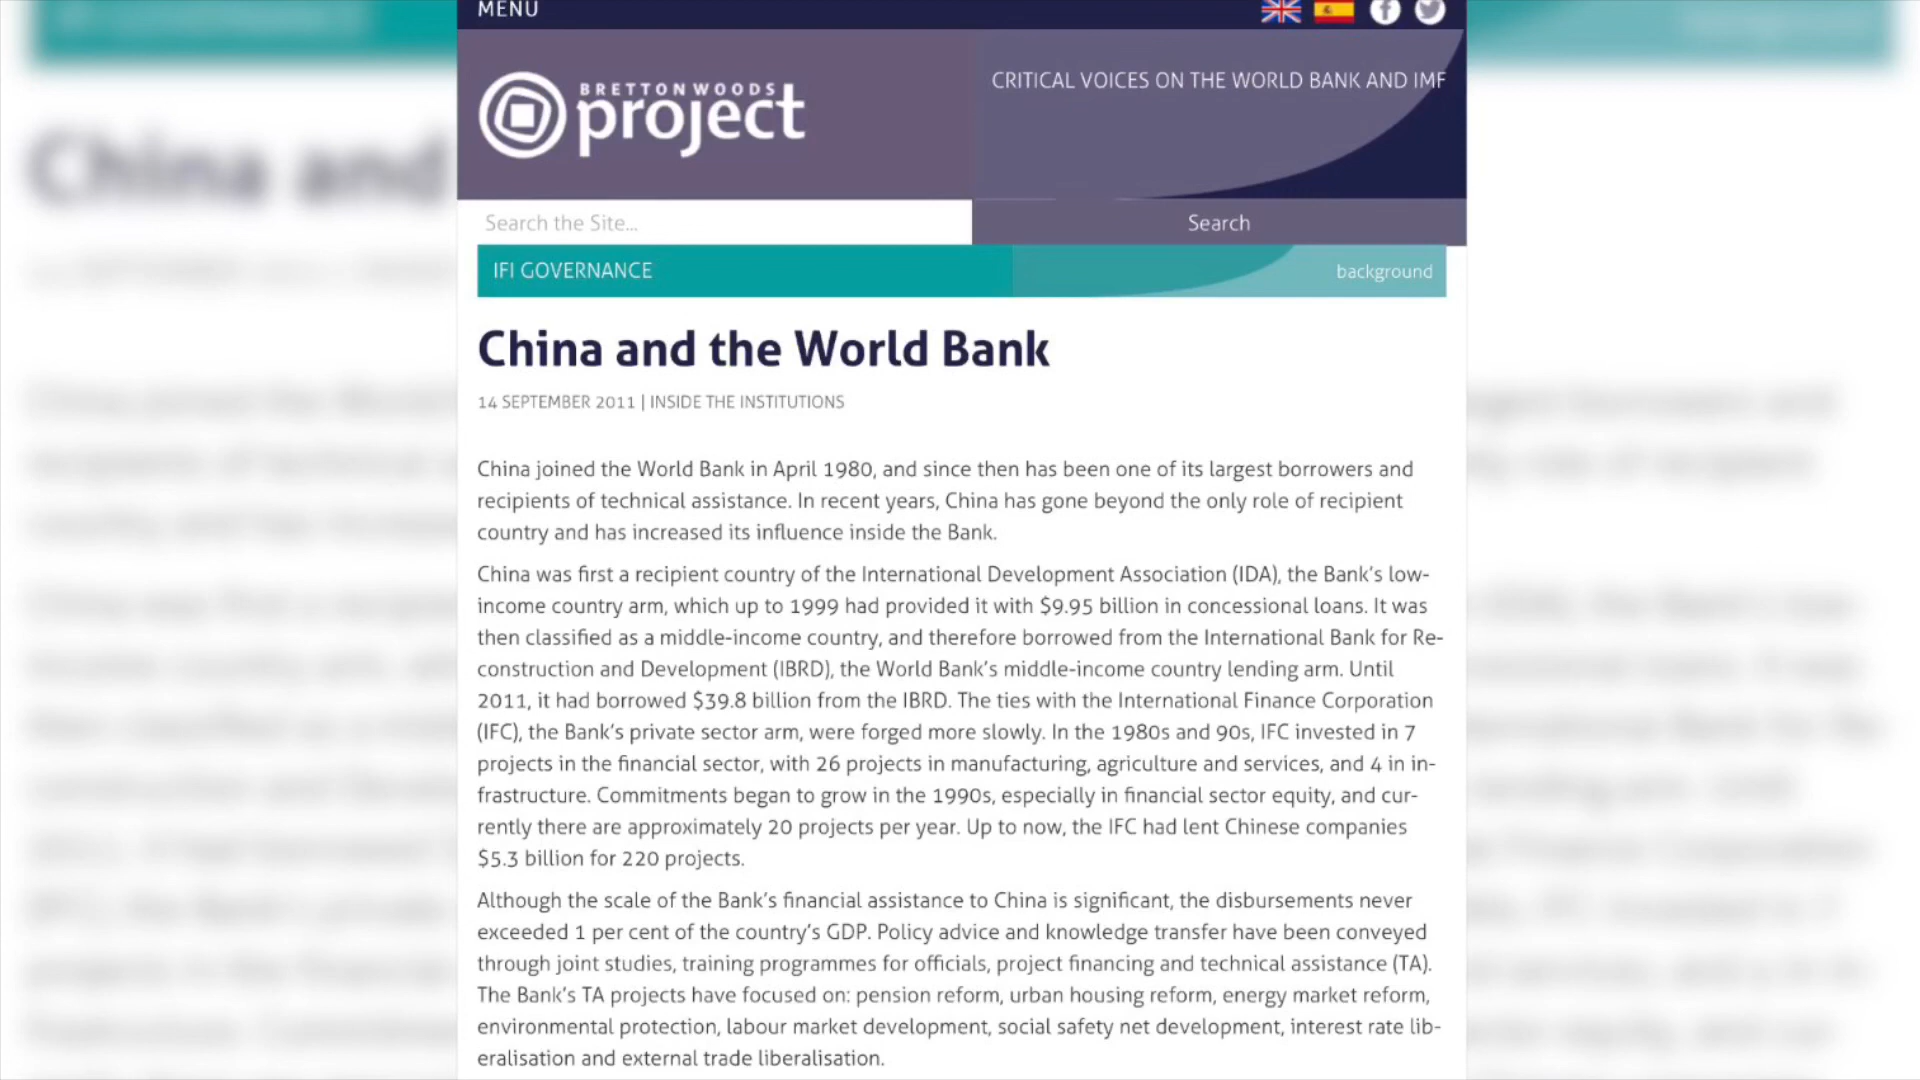 MENU
BRETTON WOODS
project
CRITICAL VOICES ON THE WORLD BANK AND IMF
Search the Site...
Search
IFI GOVERNANCE
background
China and the World Bank
14 SEPTEMBER 2011 | INSIDE THE INSTITUTIONS
China joined the World Bank in April 1980, and since then has been one of its largest borrowers and
recipients of technical assistance. In recent years, China has gone beyond the only role of recipient
country and has increased its influence inside the Bank.
China was first a recipient country of the International Development Association (IDA), the Bank's low-
income country arm, which up to 1999 had provided it with $9.95 billion in concessional loans. It was
then classified as a middle-income country, and therefore borrowed from the International Bank for Re-
construction and Development (IBRD), the World Bank's middle-income country lending arm. Until
2011, it had borrowed $39.8 billion from the IBRD. The ties with the International Finance Corporation
(IFC), the Bank's private sector arm, were forged more slowly. In the 1980s and 90s, IFC invested in 7
projects in the financial sector, with 26 projects in manufacturing, agriculture and services, and 4 in in-
frastructure. Commitments began to grow in the 1990s, especially in financial sector equity, and cur-
rently there are approximately 20 projects per year. Up to now, the IFC had lent Chinese companies
$5.3 billion for 220 projects.
Although the scale of the Bank's financial assistance to China is significant, the disbursements never
exceeded 1 per cent of the country's GDP. Policy advice and knowledge transfer have been conveyed
through joint studies, training programmes for officials, project financing and technical assistance (TA).
The Bank's TA projects have focused on: pension reform, urban housing reform, energy market reform,
environmental protection, labour market development, social safety net development, interest rate lib-
eralisation and external trade liberalisation.
China and